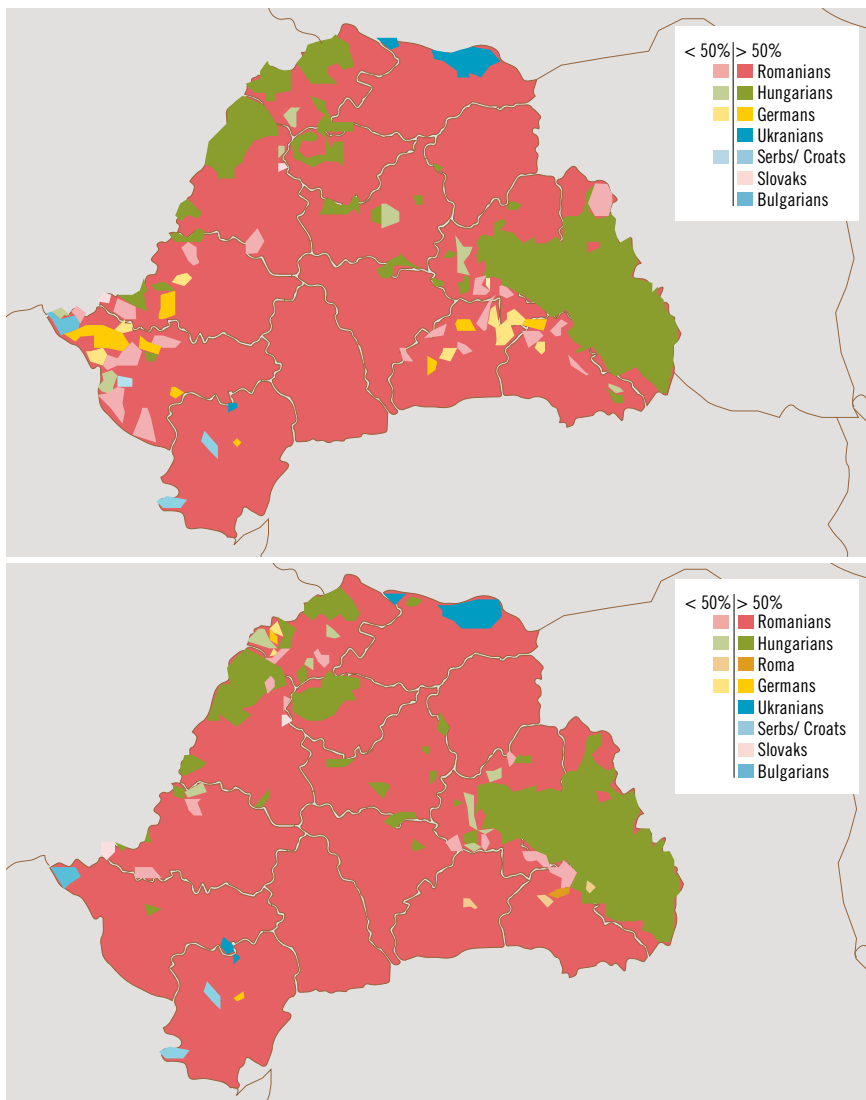 < 50% > 50%
Romanians
Hungarians
Germans
Ukranians
Serbs/ Croats
Slovaks
Bulgarians
< 50% > 50%
Romanians
Hungarians
Roma
Germans
Ukranians
Serbs/ Croats
Slovaks
Bulgarians